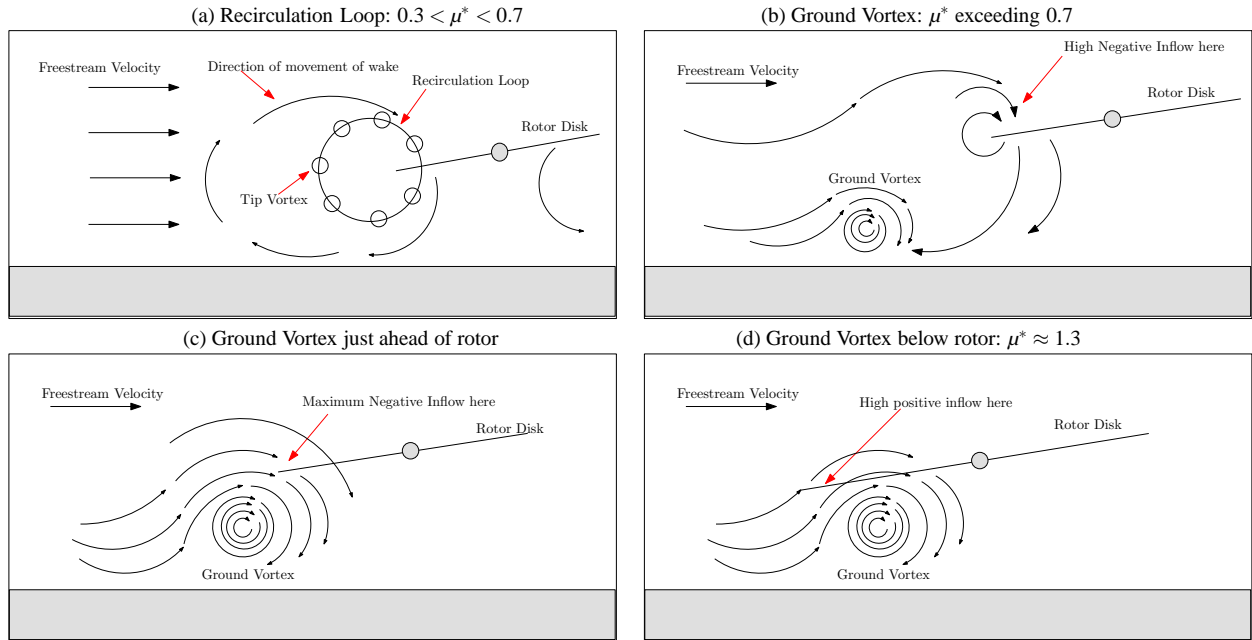 (a) Recirculation Loop: 0.3 < μ* < 0.7
Freestream Velocity
Direction of movement of wake
Recirculation Loop
Rotor Disk
Tip Vortex
(b) Ground Vortex: μ* exceeding 0.7
High Negative Inflow here
Freestream Velocity
Rotor Disk
Ground Vortex
(c) Ground Vortex just ahead of rotor
Freestream Velocity
Maximum Negative Inflow here
Rotor Disk
Ground Vortex
(d) Ground Vortex below rotor: μ* ≈ 1.3
Freestream Velocity
High positive inflow here
Rotor Disk
Ground Vortex